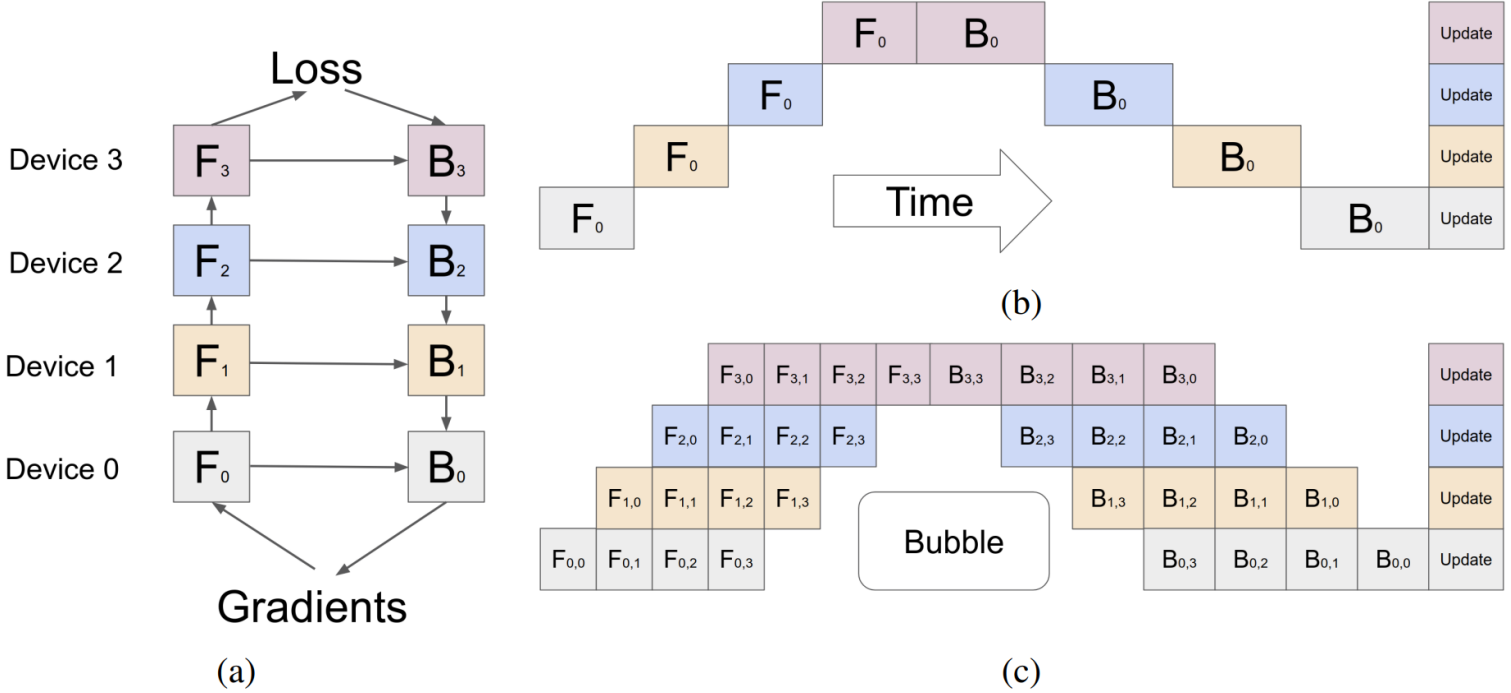 Loss
Device 3 F3 B3
Device 2 F2 B2
Device 1 F1 B1
Device 0 F0 B0
Gradients
(a)
F0 B0 Update
F0 B0 Update
F0 B0 Update
Time
F0 B0 Update
(b)
F3,0 F3,1 F3,2 F3,3 B3,3 B3,2 B3,1 B3,0 Update
F2,0 F2,1 F2,2 F2,3 B2,3 B2,2 B2,1 B2,0 Update
F1,0 F1,1 F1,2 F1,3 B1,3 B1,2 B1,1 B1,0 Update
Bubble
F0,0 F0,1 F0,2 F0,3 B0,3 B0,2 B0,1 B0,0 Update
(c)